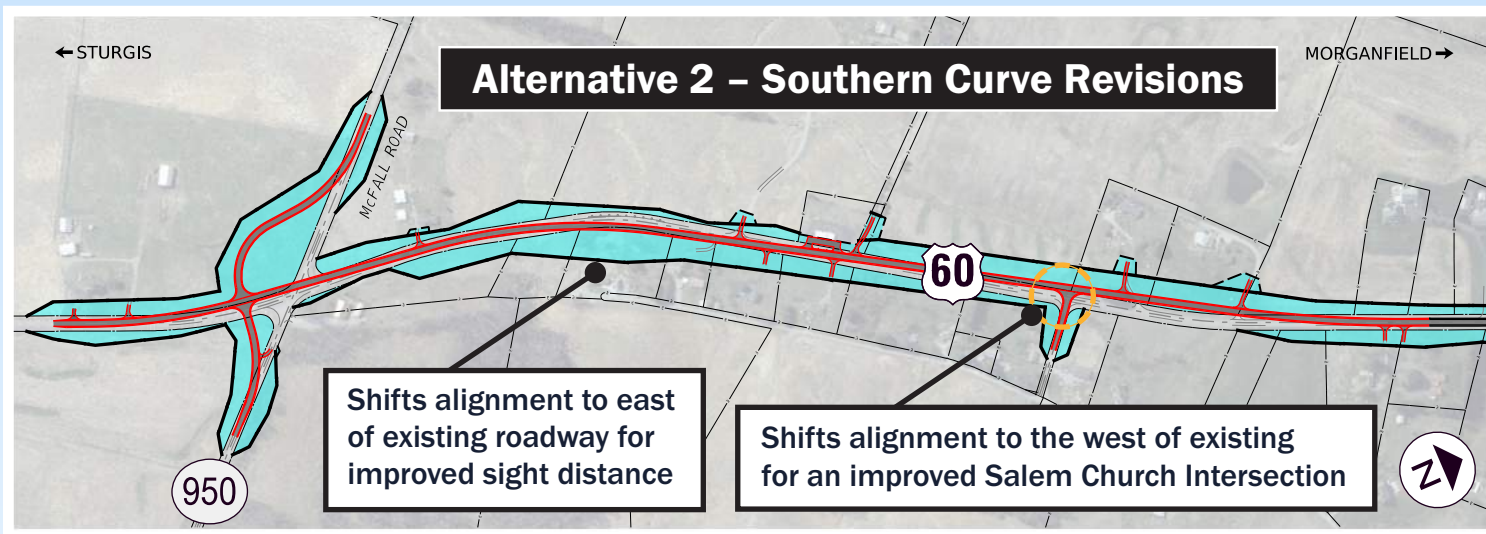 ← STURGIS
MORGANFIELD →
Alternative 2 – Southern Curve Revisions
McFALL ROAD
60
Shifts alignment to east
of existing roadway for
improved sight distance
Shifts alignment to the west of existing
for an improved Salem Church Intersection
950
N